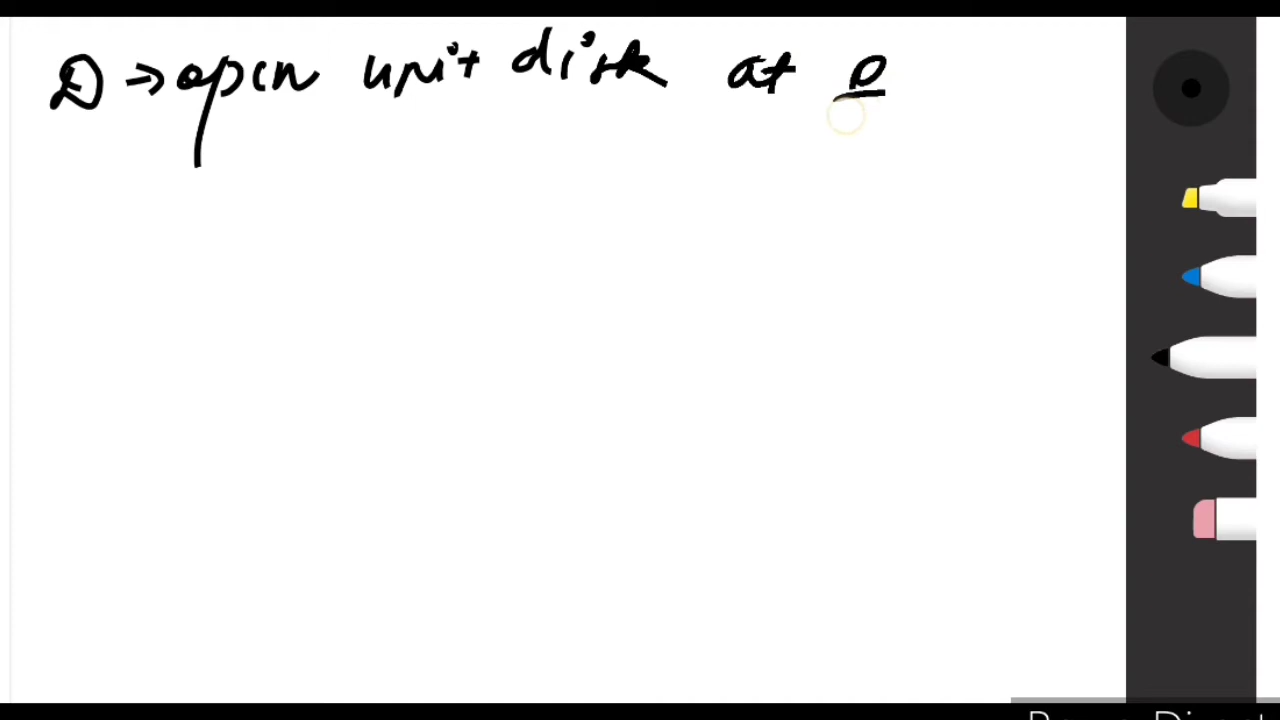 D → open unit disk at 0